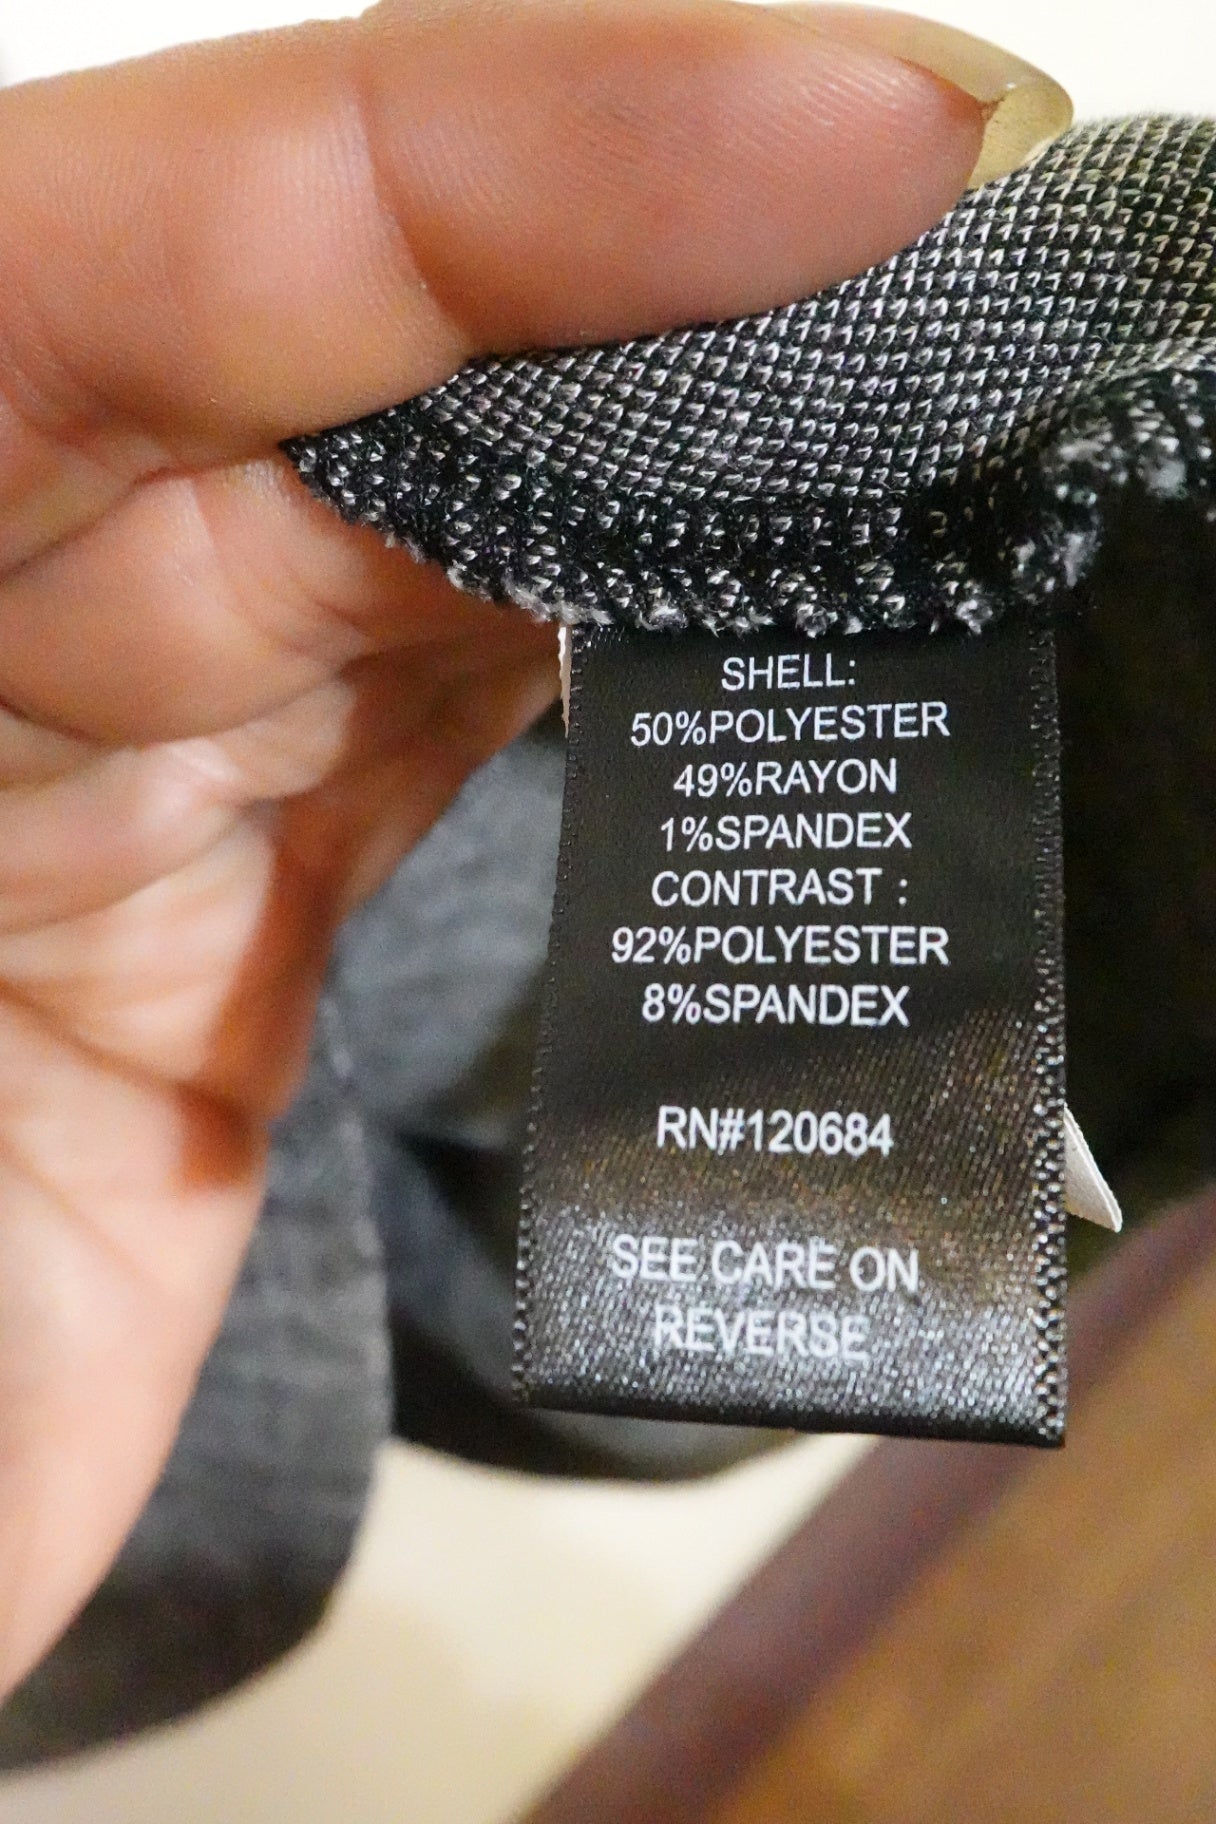 SHELL:
50%POLYESTER
49%RAYON
1%SPANDEX
CONTRAST :
92%POLYESTER
8%SPANDEX
RN#120684
SEE CARE ON
REVERSE